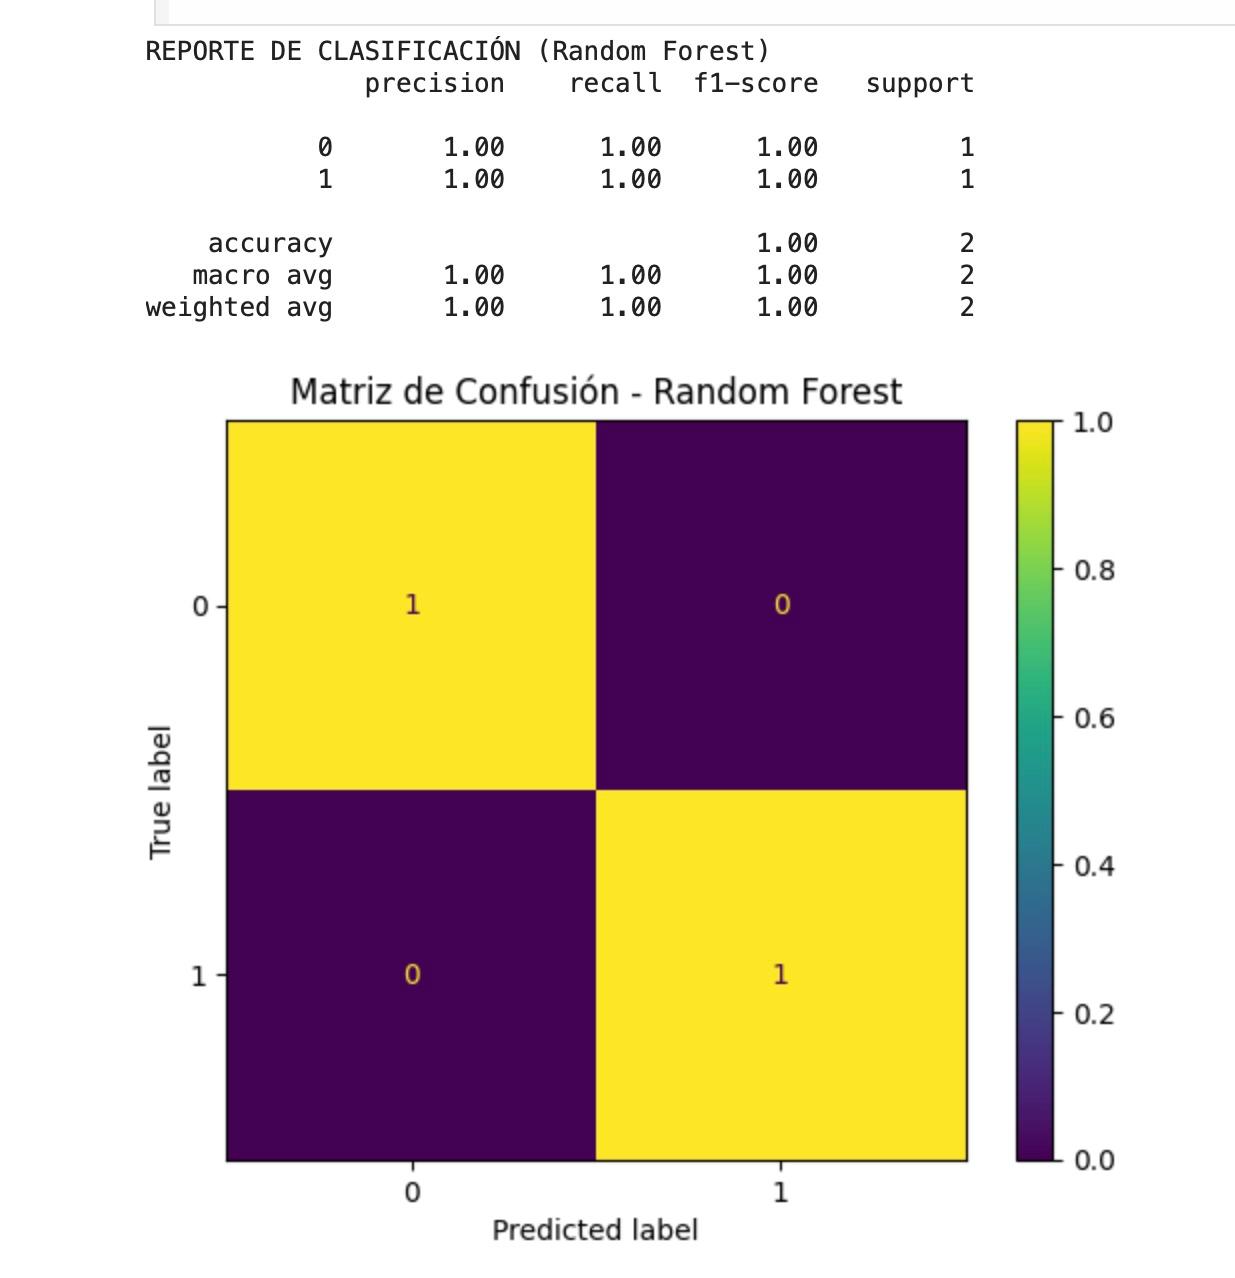 REPORTE DE CLASIFICACIÓN (Random Forest)
precision recall f1-score support
0 1.00 1.00 1.00 1
1 1.00 1.00 1.00 1
accuracy 1.00 2
macro avg 1.00 1.00 1.00 2
weighted avg 1.00 1.00 1.00 2
Matriz de Confusión - Random Forest
1.0
0.8
0.6
0.4
0.2
0.0
True label
0
1
1 0
0 1
0 1
Predicted label